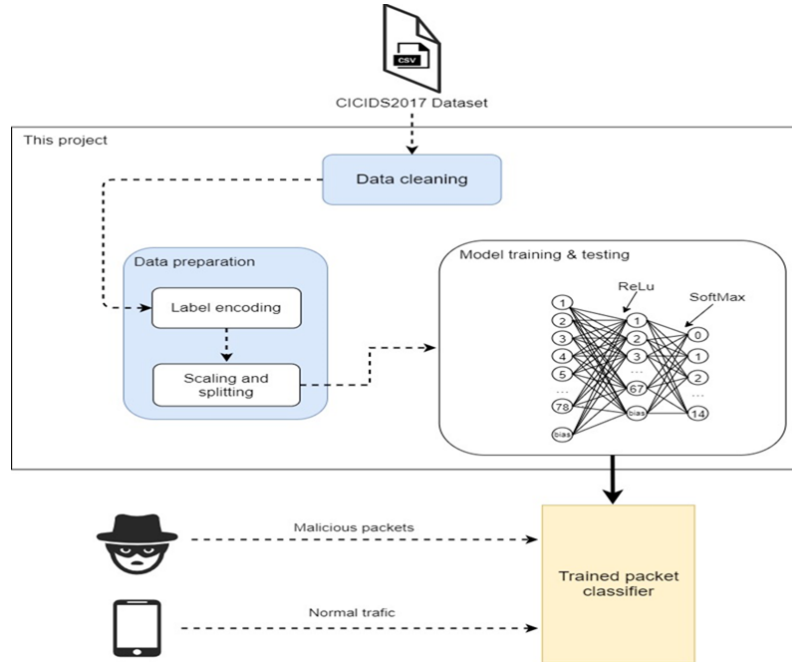 CSV
CICIDS2017 Dataset
This project
Data cleaning
Data preparation
Label encoding
Scaling and
splitting
Model training & testing
ReLu
SoftMax
1
2
3
4
5
...
78
bias
1
2
3
...
67
bias
0
1
2
...
14
Malicious packets
Normal trafic
Trained packet
classifier